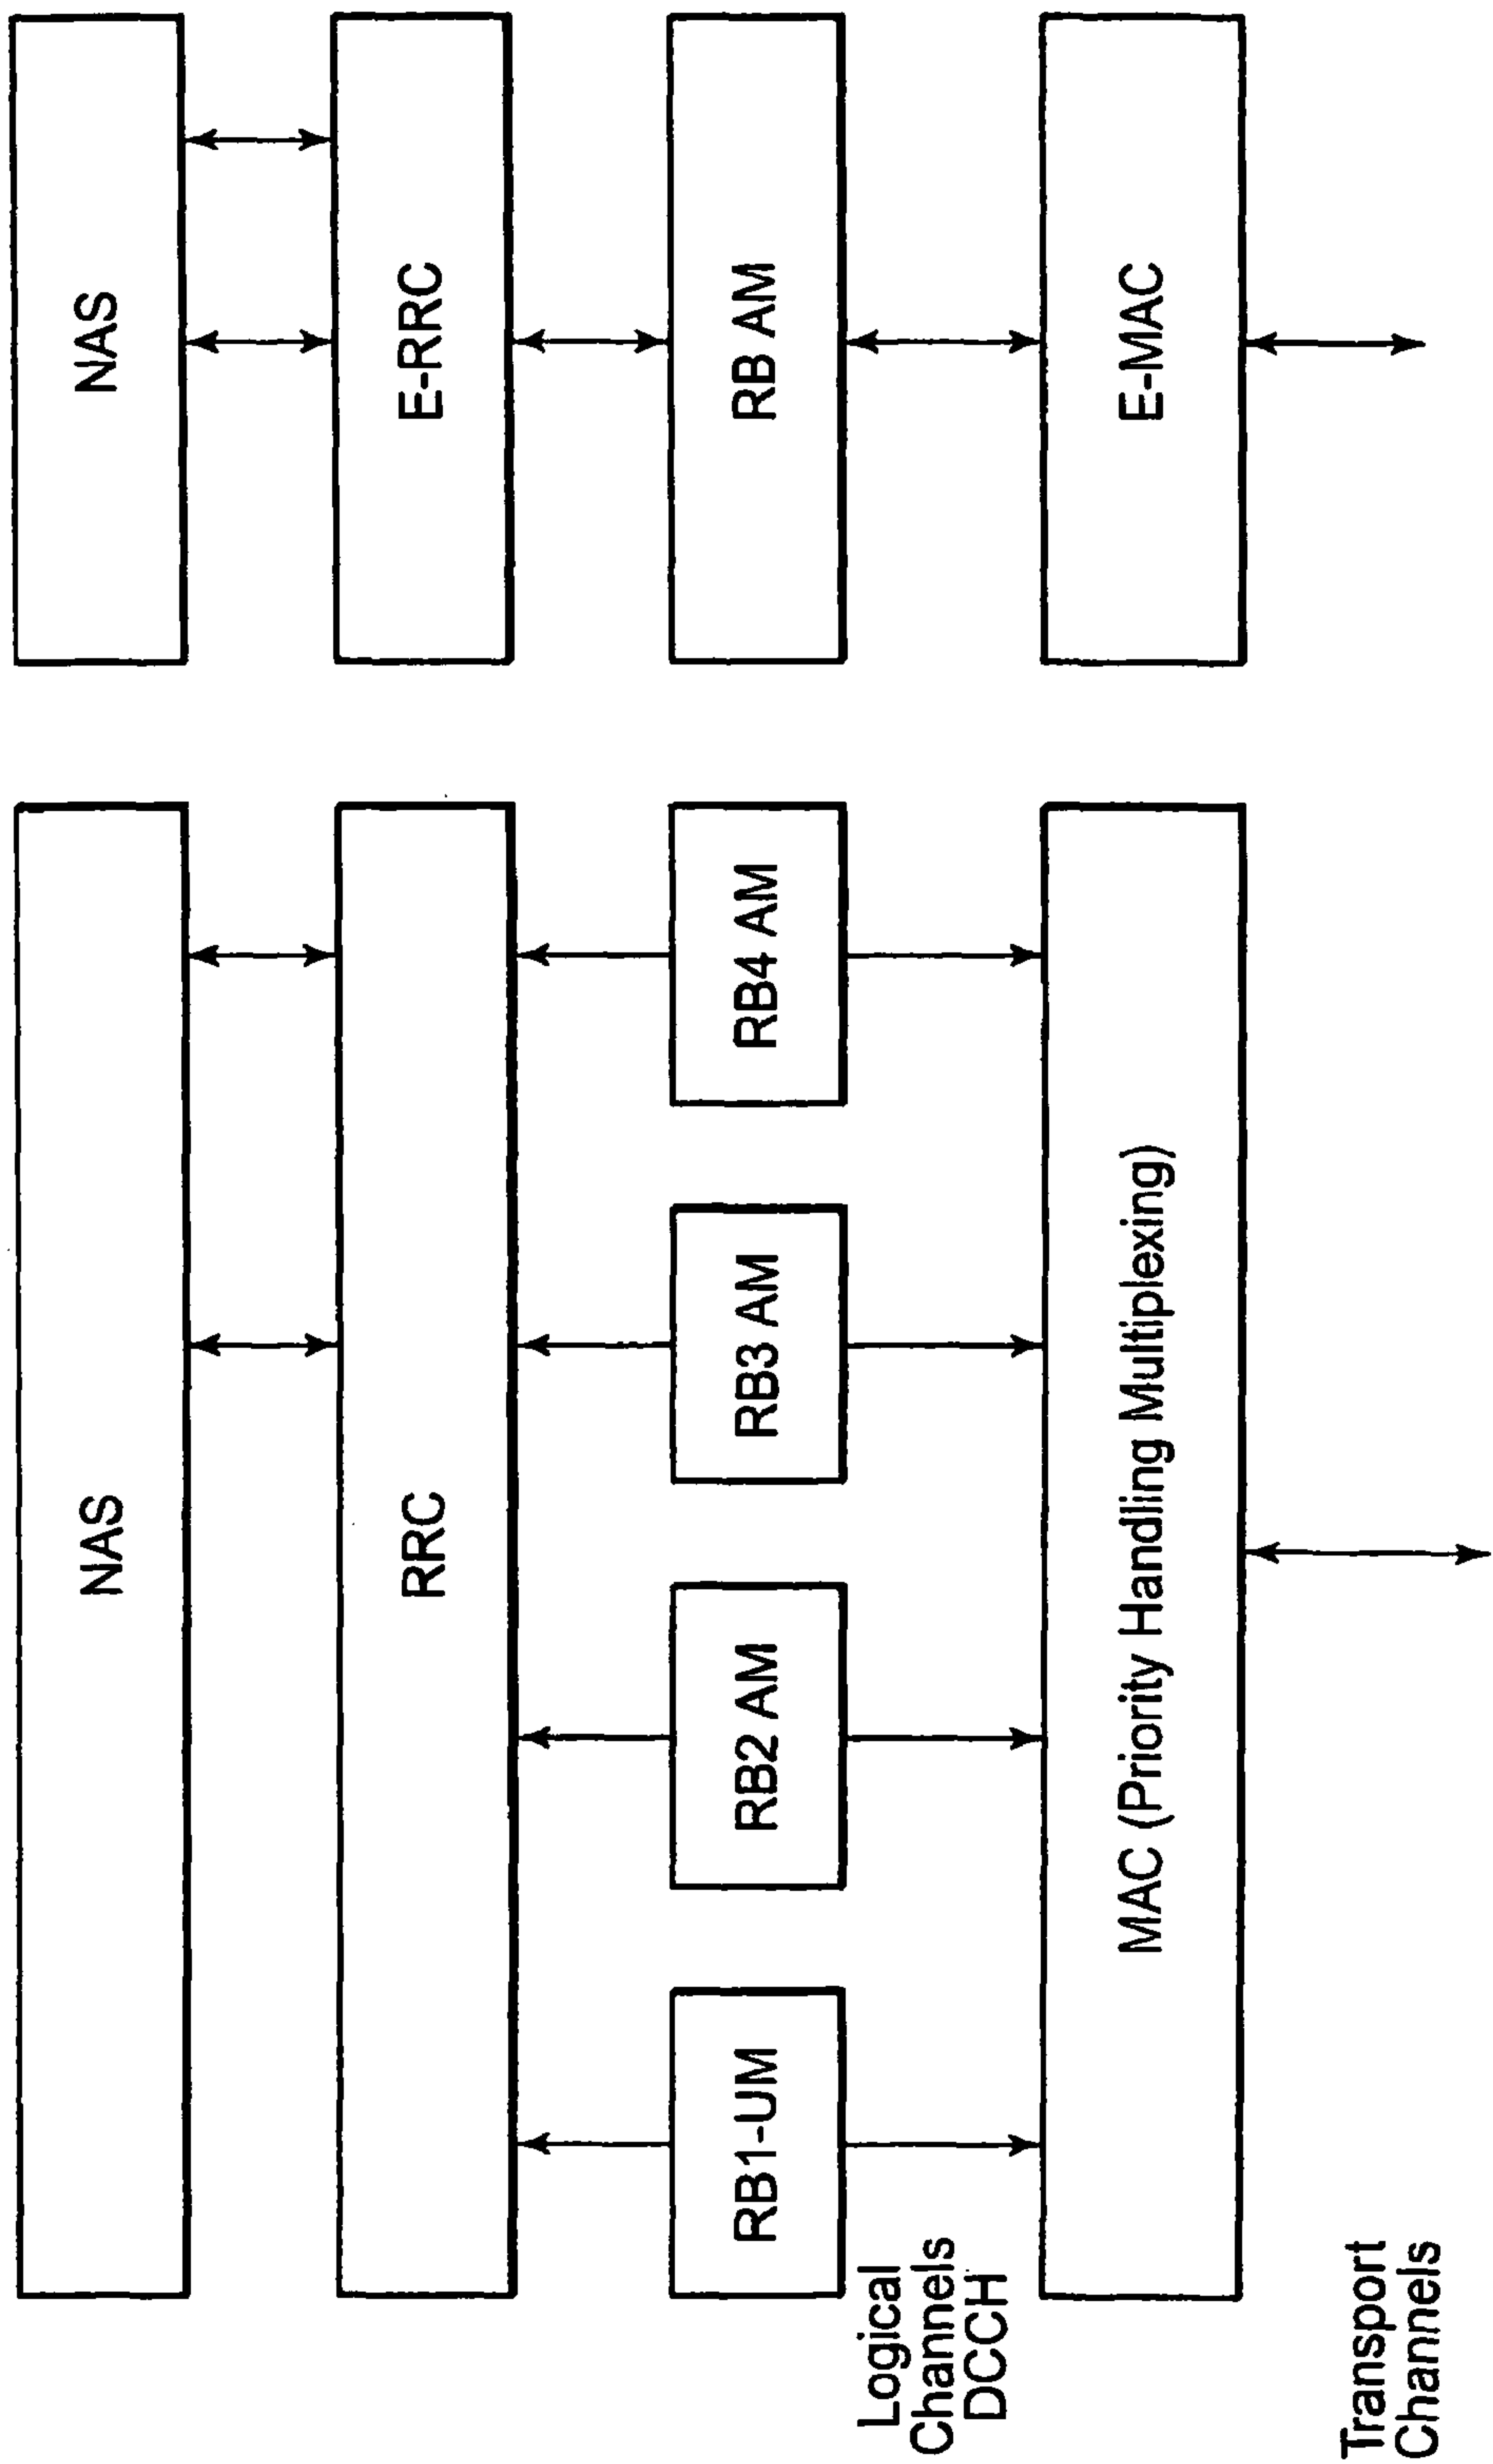 NAS
NAS
RRC
E-RRC
RB1-UM
RB2 AM
RB3 AM
RB4 AM
RB AM
Logical
Channels
DCCH
MAC (Priority Handling Multiplexing)
E-MAC
Transport
Channels